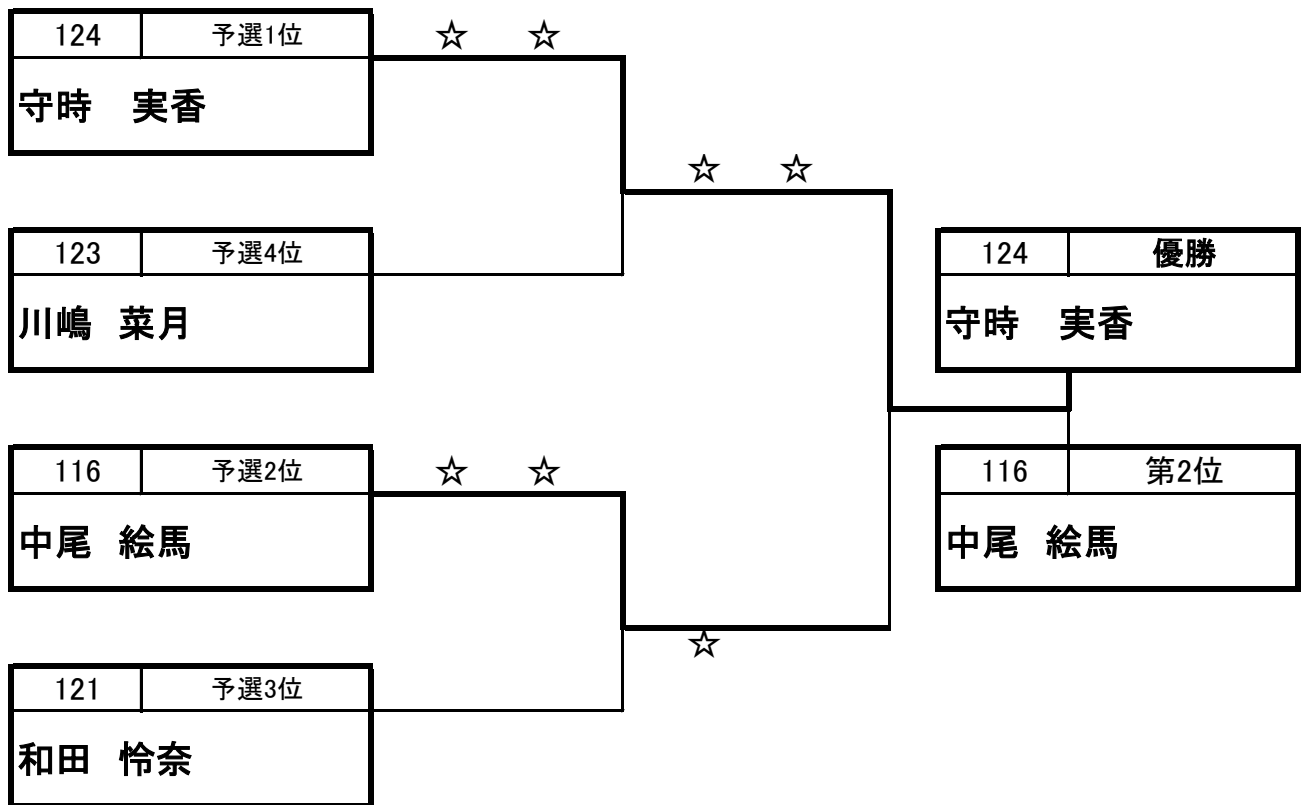 124 予選1位
守時　実香
☆ ☆
123 予選4位
川嶋　菜月
☆ ☆
116 予選2位
中尾　絵馬
☆ ☆
121 予選3位
和田　怜奈
☆
124 優勝
守時　実香
116 第2位
中尾　絵馬